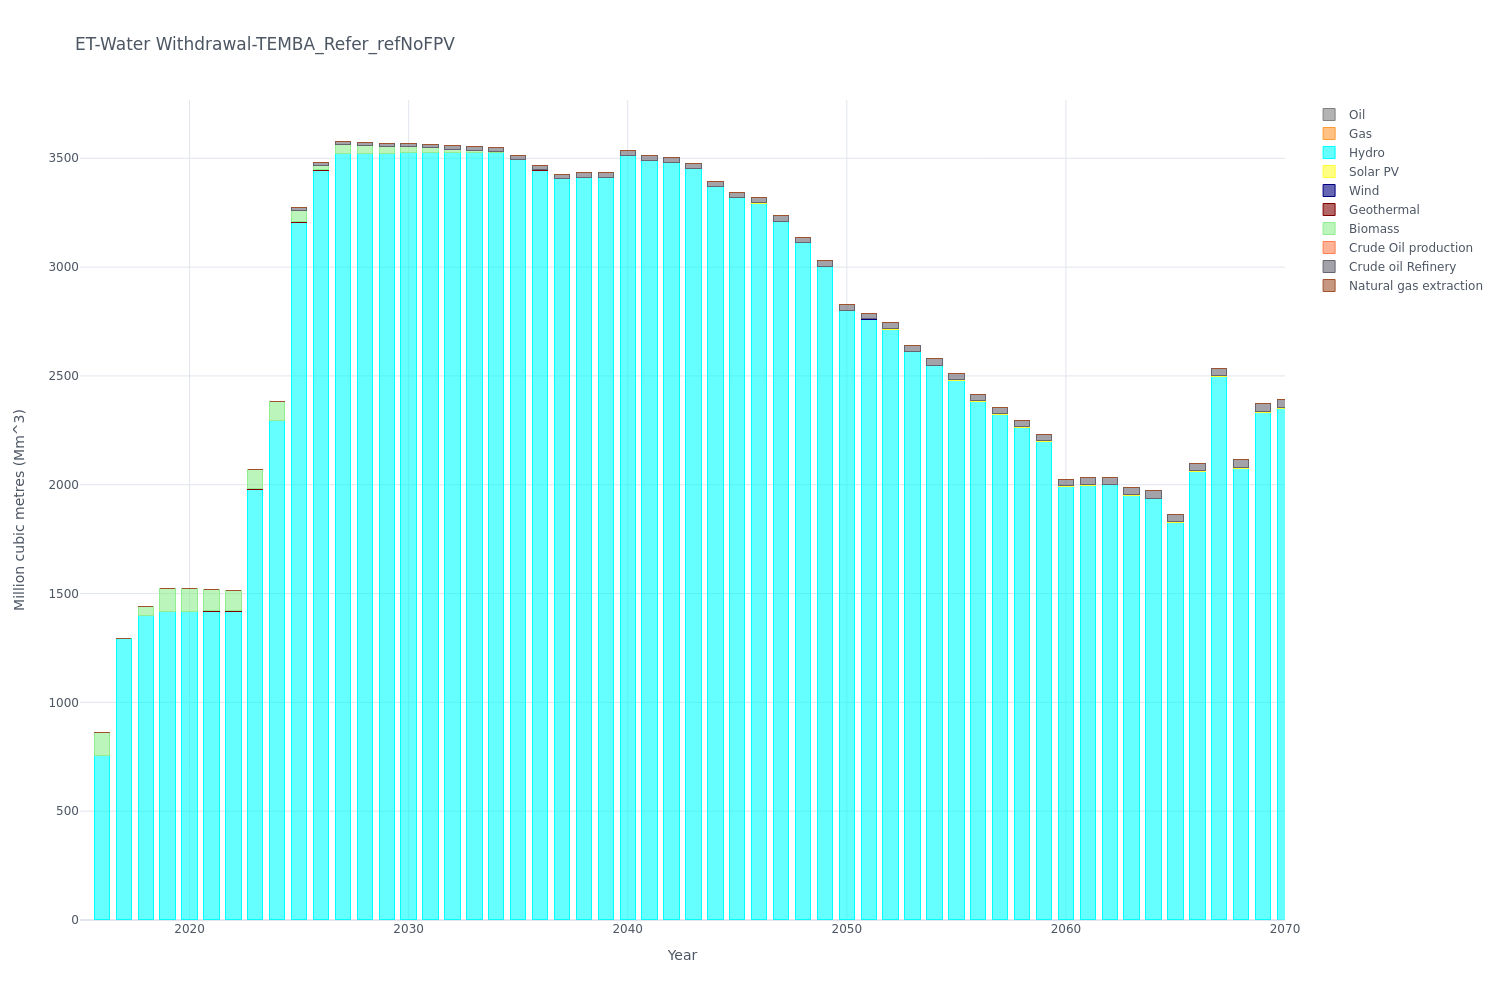 ET-Water Withdrawal-TEMBA_Refer_refNoFPV
Oil
Gas
Hydro
Solar PV
Wind
Geothermal
Biomass
Crude Oil production
Crude oil Refinery
Natural gas extraction
Million cubic metres (Mm^3)
3500
3000
2500
2000
1500
1000
500
0
2020
2030
2040
2050
2060
2070
Year